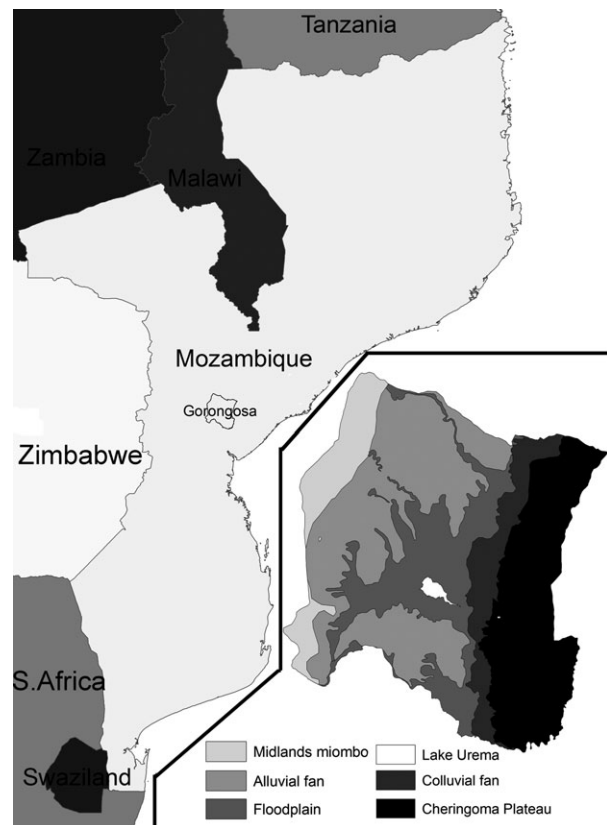 Tanzania
Zambia
Malawi
Mozambique
Gorongosa
Zimbabwe
S.Africa
Swaziland
Midlands miombo
Lake Urema
Alluvial fan
Colluvial fan
Floodplain
Cheringoma Plateau